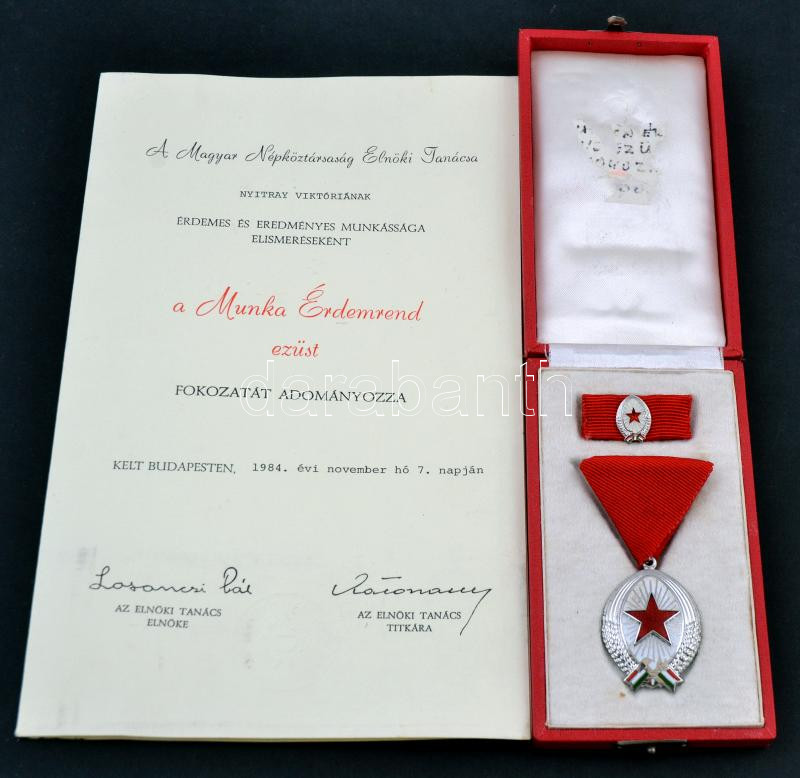 A Magyar Népköztársaság Elnöki Tanácsa
NYITRAY VIKTÓRIÁNAK
ÉRDEMES ÉS EREDMÉNYES MUNKÁSSÁGA
ELISMERÉSEKÉNT
a Munka Érdemrend
ezüst
FOKOZATÁT ADOMÁNYOZZA
KELT BUDAPESTEN, 1984. évi november hó 7. napján
Losonczi Pál
AZ ELNÖKI TANÁCS
ELNÖKE
AZ ELNÖKI TANÁCS
TITKÁRA
darabanth